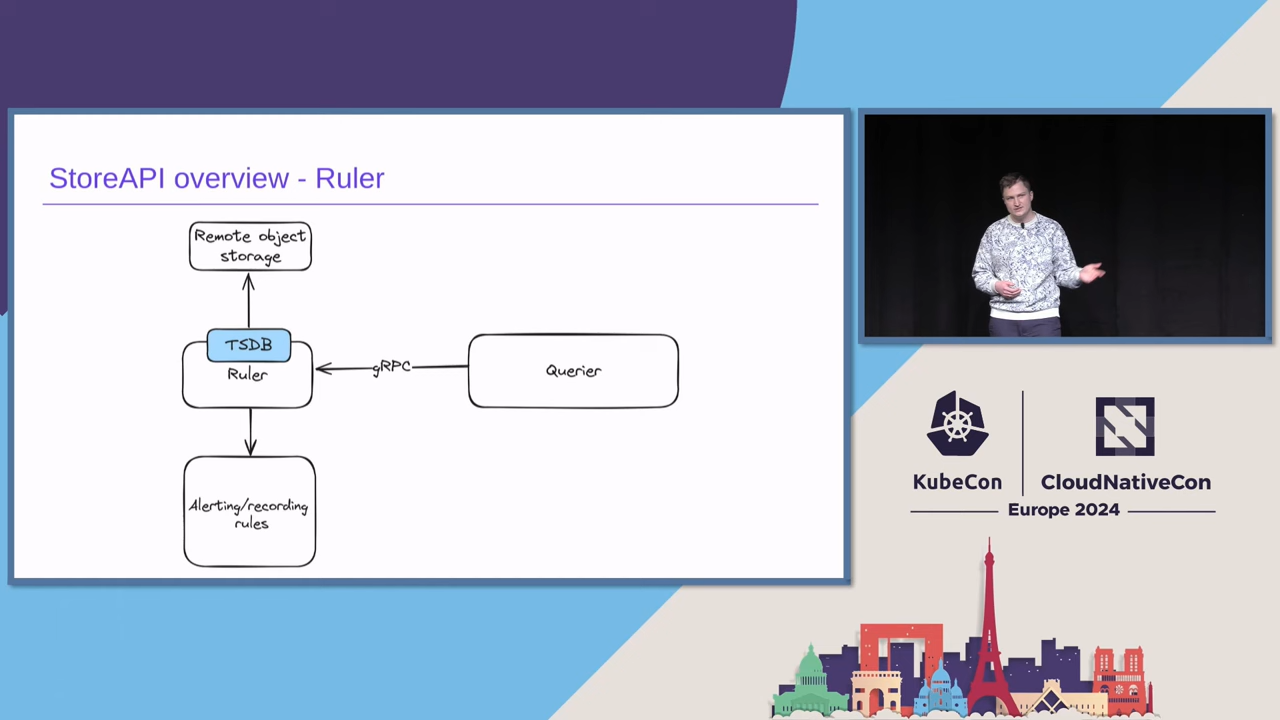 StoreAPI overview - Ruler
Remote object
storage
TSDB
Ruler
gRPC
Querier
Alerting/recording
rules
KubeCon
CloudNativeCon
Europe 2024